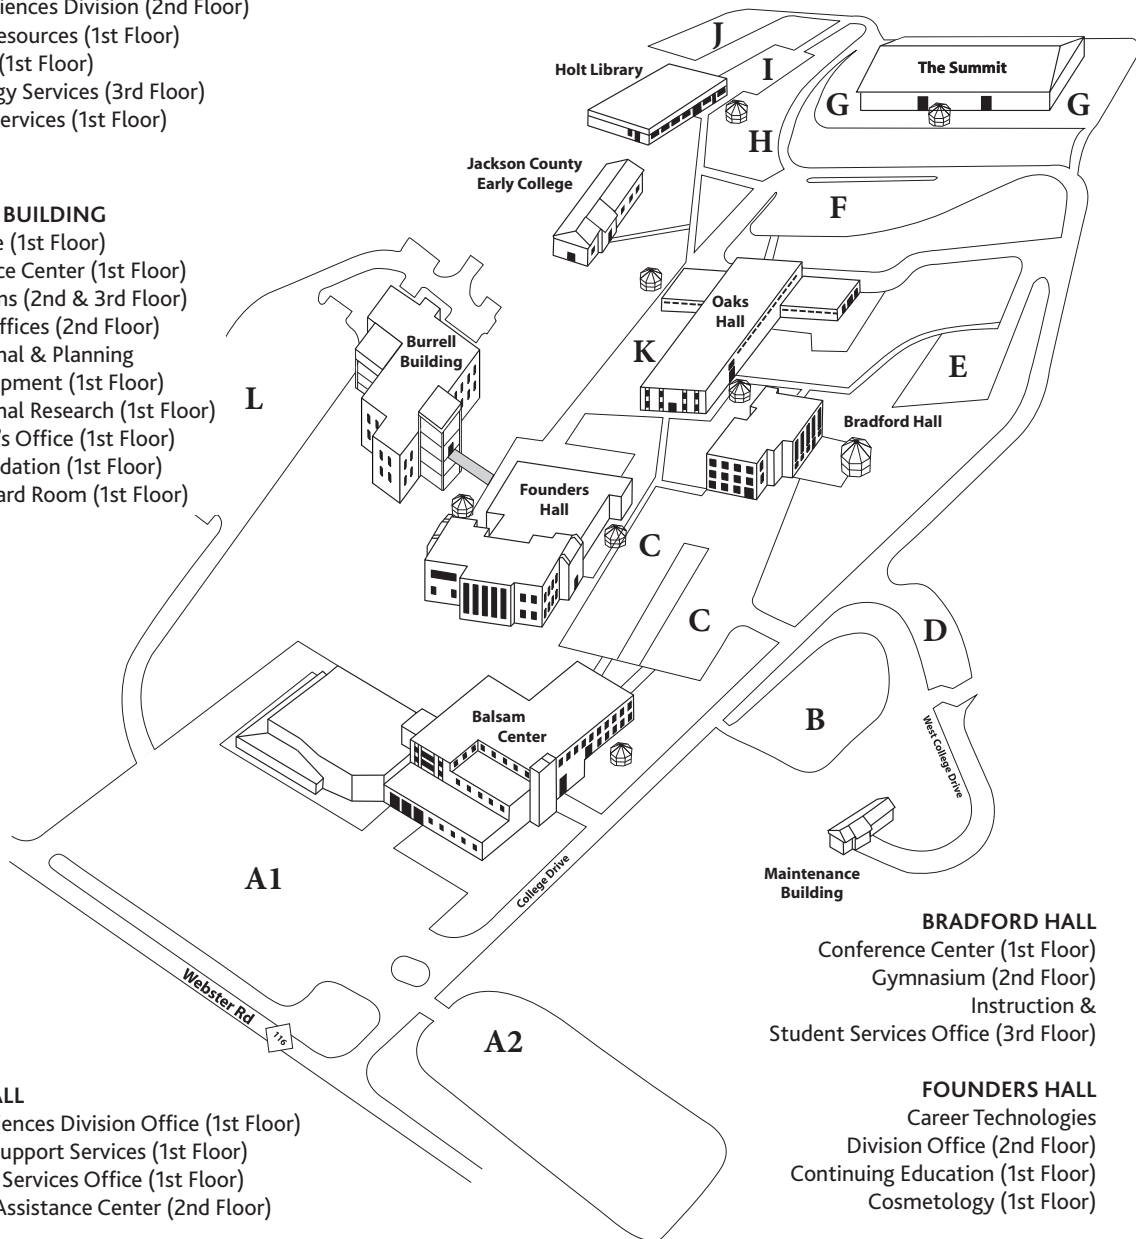 iences Division (2nd Floor)
esources (1st Floor)
(1st Floor)
gy Services (3rd Floor)
ervices (1st Floor)
BUILDING
e (1st Floor)
ce Center (1st Floor)
ns (2nd & 3rd Floor)
ffices (2nd Floor)
nal & Planning
opment (1st Floor)
nal Research (1st Floor)
's Office (1st Floor)
dation (1st Floor)
ard Room (1st Floor)
J
I
Holt Library
The Summit
G
G
H
Jackson County
Early College
F
Oaks
Hall
K
E
Burrell
Building
L
Bradford Hall
Founders
Hall
C
C
D
B
Balsam
Center
West College Drive
A1
College Drive
Maintenance
Building
Webster Rd
116
A2
BRADFORD HALL
Conference Center (1st Floor)
Gymnasium (2nd Floor)
Instruction &
Student Services Office (3rd Floor)
FOUNDERS HALL
Career Technologies
Division Office (2nd Floor)
Continuing Education (1st Floor)
Cosmetology (1st Floor)
ALL
iences Division Office (1st Floor)
upport Services (1st Floor)
Services Office (1st Floor)
Assistance Center (2nd Floor)